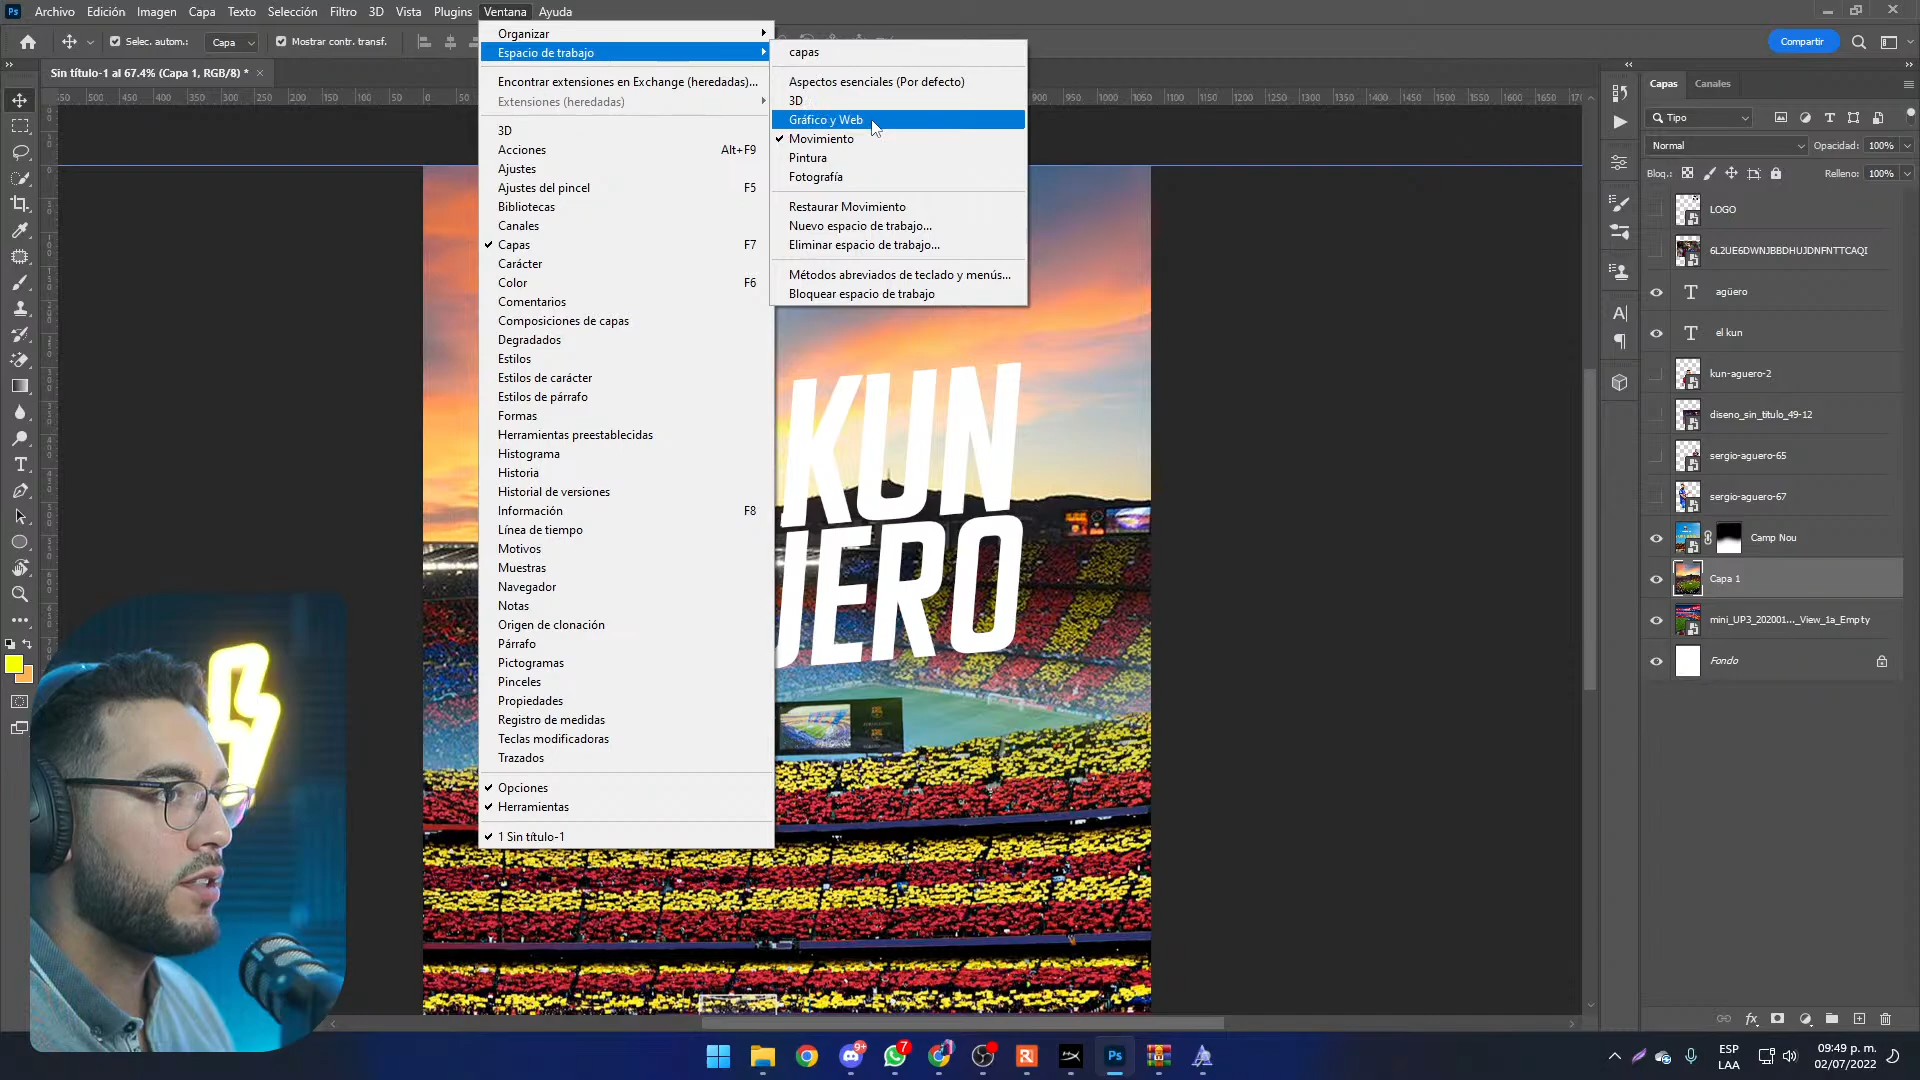 Archivo Edición Imagen Capa Texto Selección Filtro 3D Vista Plugins Ventana Ayuda
Selec. autom.: Capa Mostrar contr. transf. Compartir
Sin título-1 al 67.4% (Capa 1, RGB/8) * ×
Organizar
Espacio de trabajo
Encontrar extensiones en Exchange (heredadas)...
Extensiones (heredadas)
3D
Acciones Alt+F9
Ajustes
Ajustes del pincel F5
Bibliotecas
Canales
Capas F7
Carácter
Color F6
Comentarios
Composiciones de capas
Degradados
Estilos
Estilos de carácter
Estilos de párrafo
Formas
Herramientas preestablecidas
Histograma
Historia
Historial de versiones
Información F8
Línea de tiempo
Motivos
Muestras
Navegador
Notas
Origen de clonación
Párrafo
Pictogramas
Pinceles
Propiedades
Registro de medidas
Teclas modificadoras
Trazados
Opciones
Herramientas
1 Sin título-1
capas
Aspectos esenciales (Por defecto)
3D
Gráfico y Web
Movimiento
Pintura
Fotografía
Restaurar Movimiento
Nuevo espacio de trabajo...
Eliminar espacio de trabajo...
Métodos abreviados de teclado y menús...
Bloquear espacio de trabajo
KUN
UERO
Capas Canales
Tipo
Normal Opacidad: 100%
Bloq.: Relleno: 100%
LOGO
6L2UE6DWNJBBDHUJDNFNTTCAQI
agüero
el kun
kun-aguero-2
diseno_sin_titulo_49-12
sergio-aguero-65
sergio-aguero-67
Camp Nou
Capa 1
mini_UP3_202001..._View_1a_Empty
Fondo
ESP
LAA
09:49 p. m.
02/07/2022